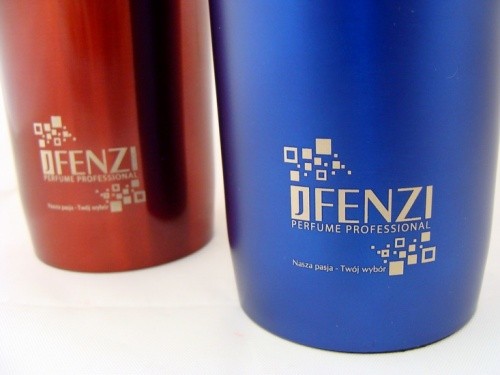 JFENZI
PERFUME PROFESSIONAL
Nasza pasja - Twój wybór
JFENZI
PERFUME PROFESSIONAL
Nasza pasja - Twój wybór